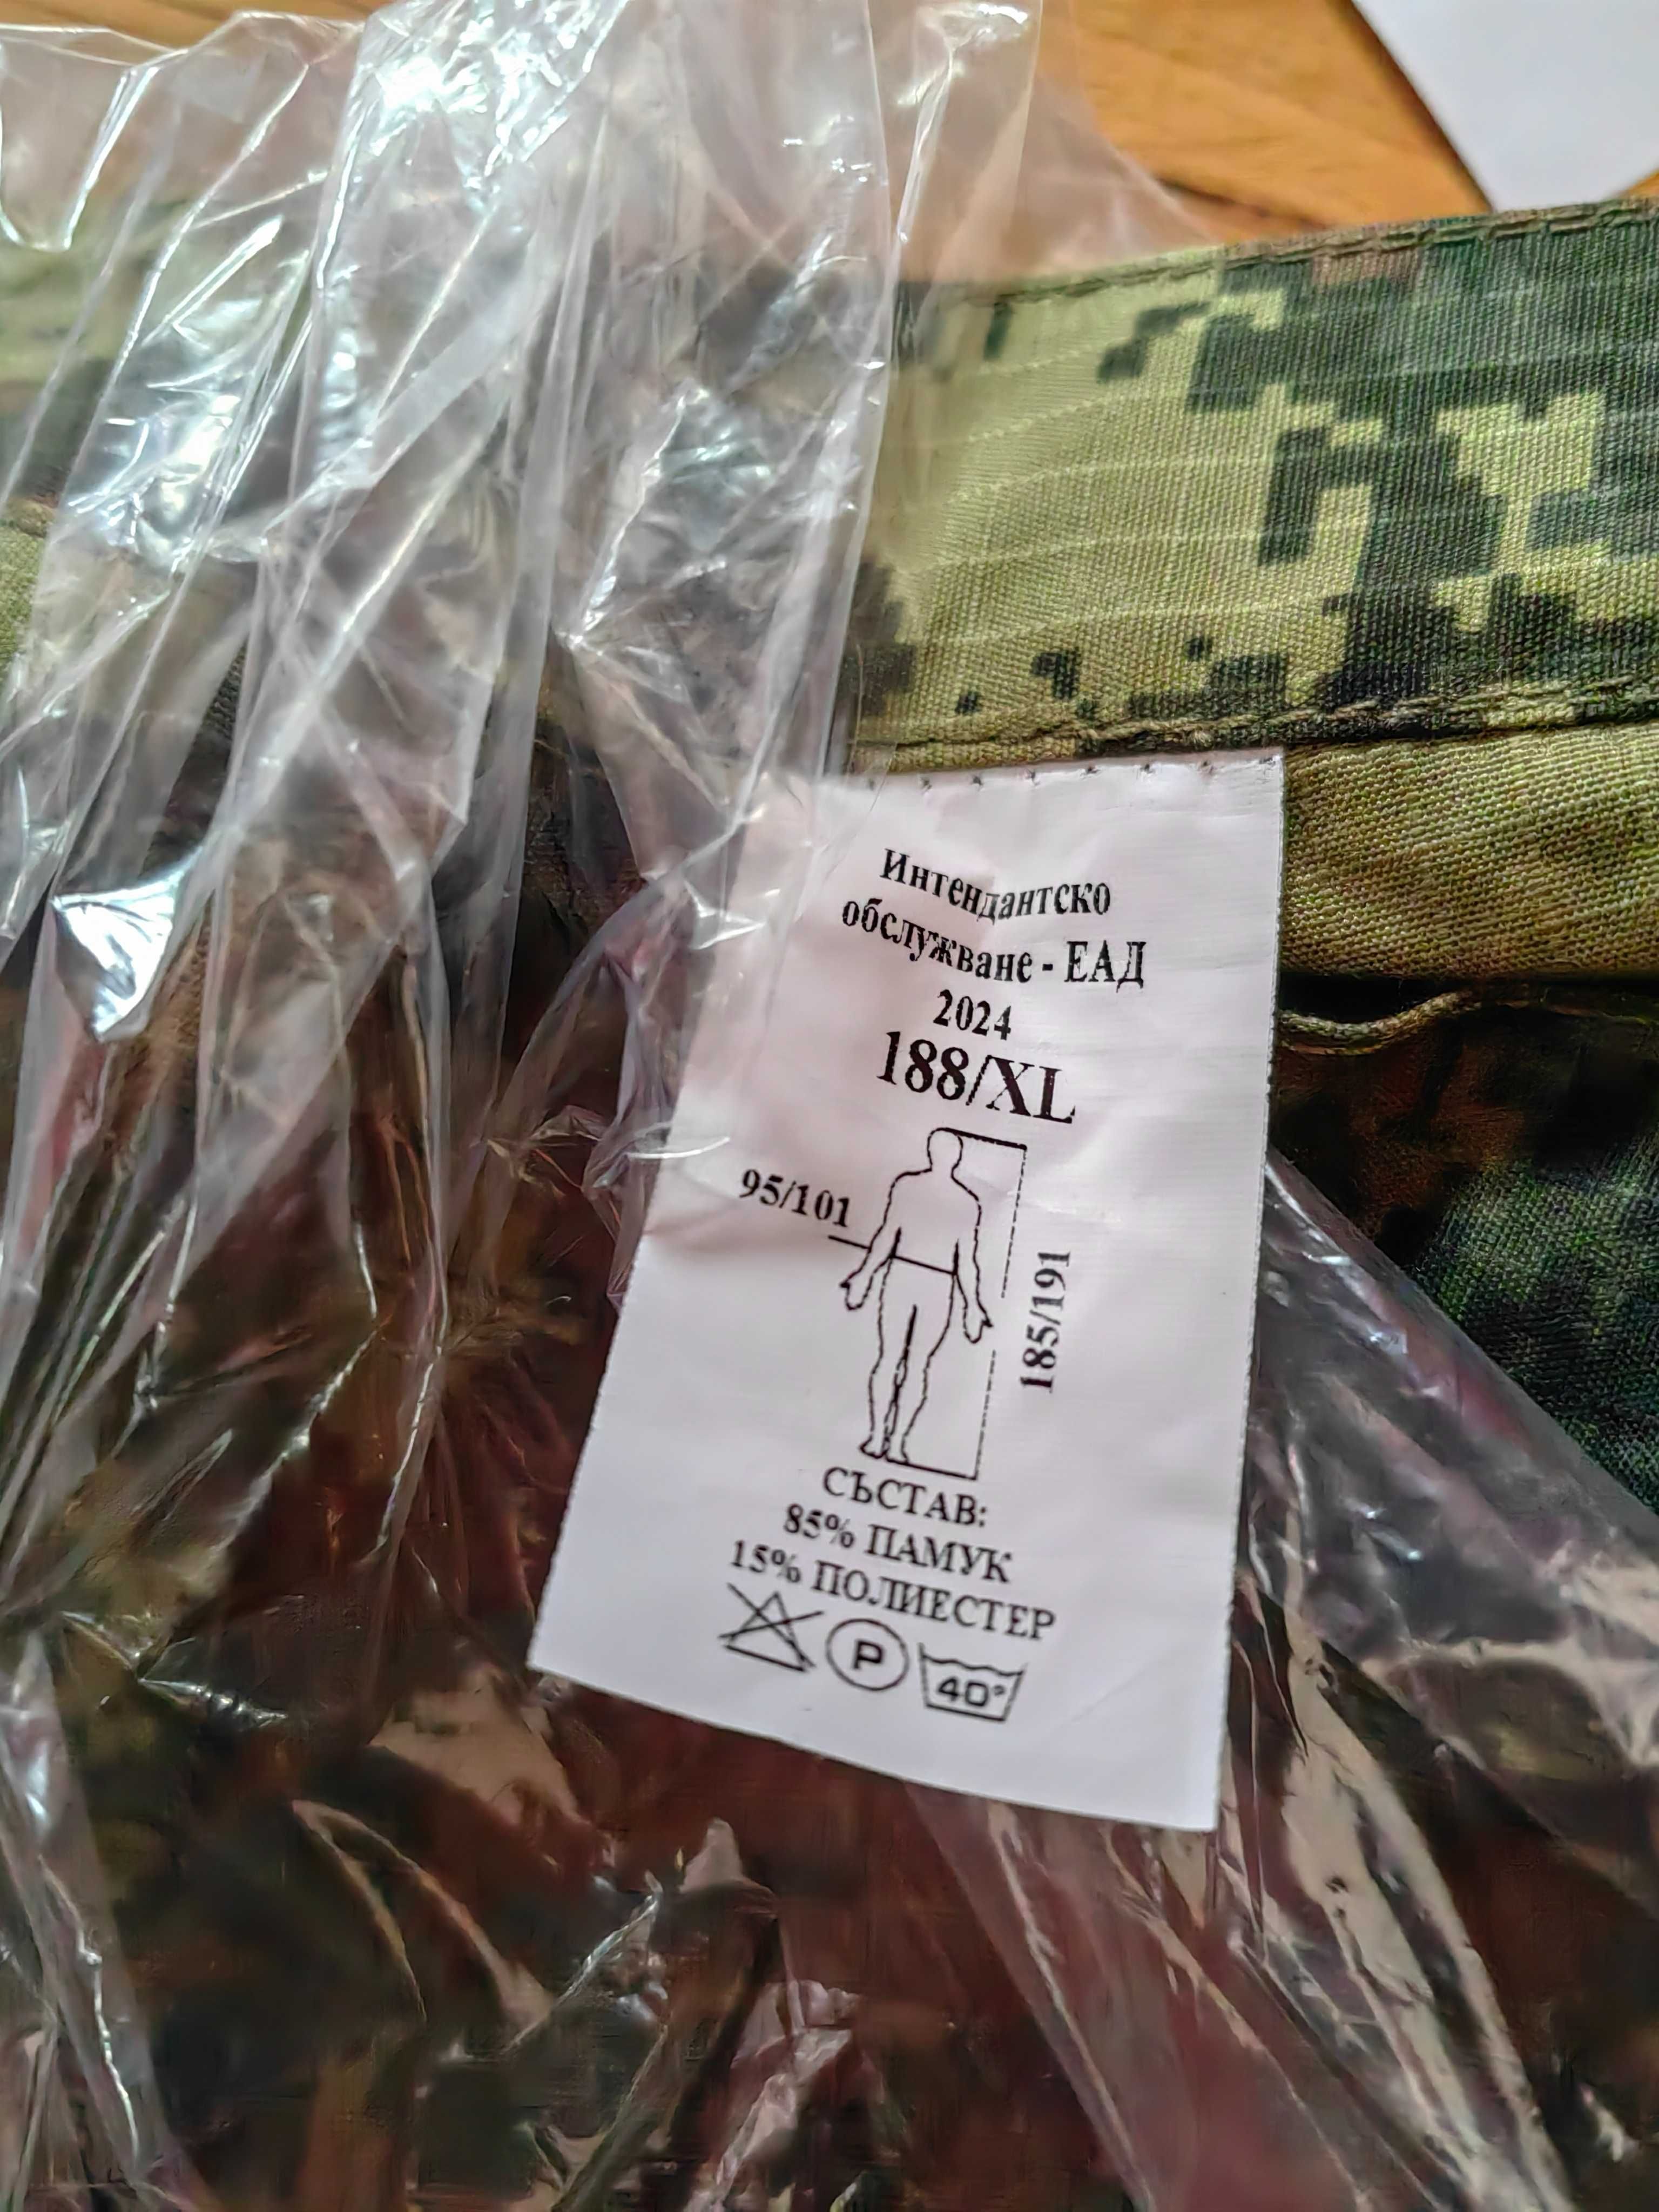 Интендантско
обслужване - ЕАД
2024
188/XL
95/101
185/191
СЪСТАВ:
85% ПАМУК
15% ПОЛИЕСТЕР
P
40°